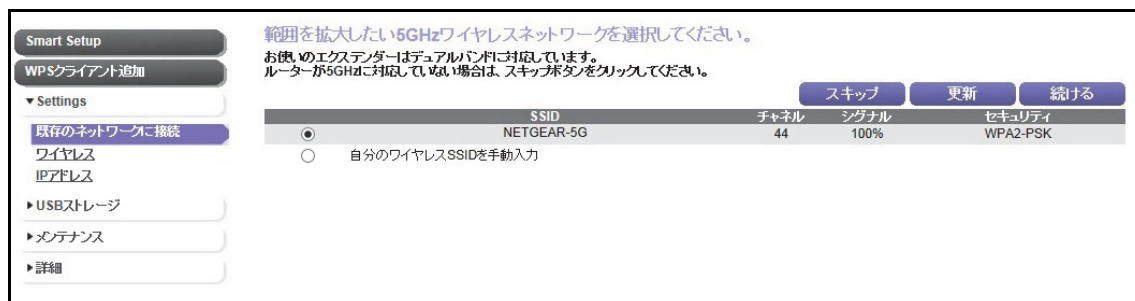 Smart Setup
WPSクライアント追加
▼Settings
既存のネットワークに接続
ワイヤレス
IPアドレス
▶USBストレージ
▶メンテナンス
▶詳細
範囲を拡大したい5GHzワイヤレスネットワークを選択してください。
お使いのエクステンダーはデュアルバンドに対応しています。
ルーターが5GHzに対応していない場合は、スキップボタンをクリックしてください。
スキップ 更新 続ける
SSID チャネル シグナル セキュリティ
NETGEAR-5G 44 100% WPA2-PSK
自分のワイヤレスSSIDを手動入力